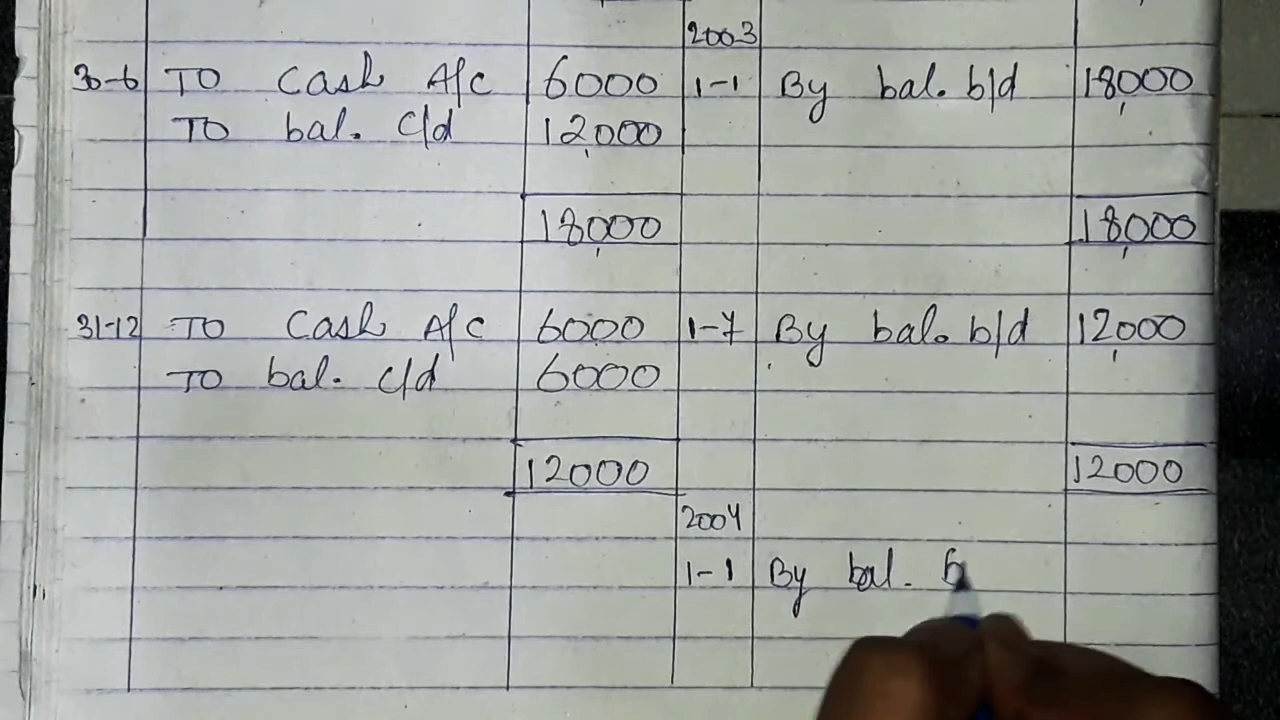 2003
30-6 TO Cash A/c 6000 1-1 By bal. b/d 18,000
TO bal. C/d 12,000
18,000 18,000
31-12 TO Cash A/c 6000 1-7 By bal. b/d 12,000
TO bal. c/d 6000
12000 12000
2004
1-1 By bal. b